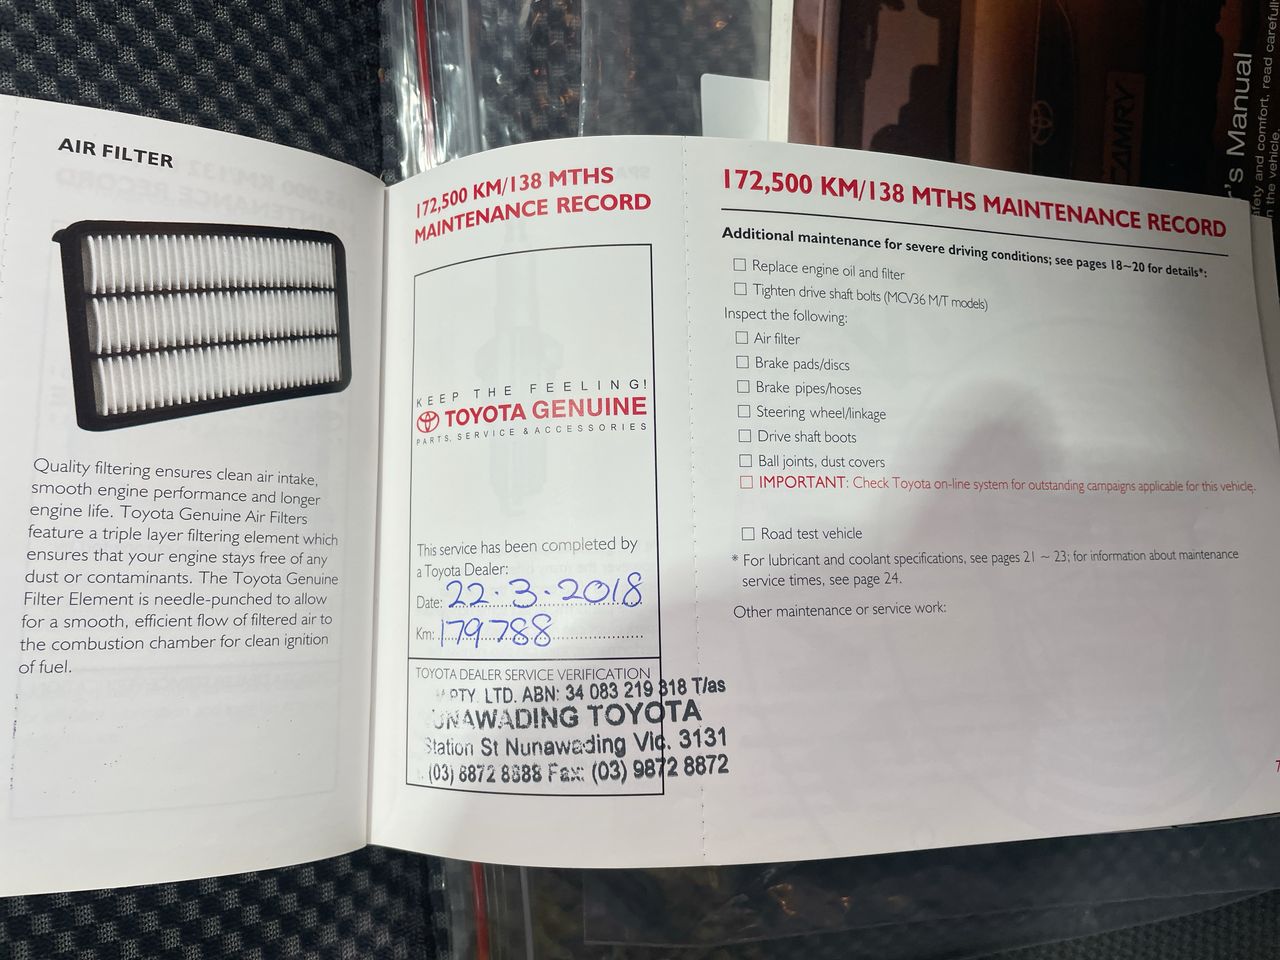 AIR FILTER
Quality filtering ensures clean air intake,
smooth engine performance and longer
engine life. Toyota Genuine Air Filters
feature a triple layer filtering element which
ensures that your engine stays free of any
dust or contaminants. The Toyota Genuine
Filter Element is needle-punched to allow
for a smooth, efficient flow of filtered air to
the combustion chamber for clean ignition
of fuel.
172,500 KM/138 MTHS
MAINTENANCE RECORD
KEEP THE FEELING!
TOYOTA GENUINE
PARTS, SERVICE & ACCESSORIES
This service has been completed by
a Toyota Dealer:
Date: 22.3.2018
Km: 179788
TOYOTA DEALER SERVICE VERIFICATION
PTY. LTD. ABN: 34 083 219 818 T/as
UNAWADING TOYOTA
Station St Nunawading Vic. 3131
(03) 8872 8888 Fax: (03) 9872 8872
172,500 KM/138 MTHS MAINTENANCE RECORD
Additional maintenance for severe driving conditions; see pages 18~20 for details*:
Replace engine oil and filter
Tighten drive shaft bolts (MCV36 M/T models)
Inspect the following:
Air filter
Brake pads/discs
Brake pipes/hoses
Steering wheel/linkage
Drive shaft boots
Ball joints, dust covers
IMPORTANT: Check Toyota on-line system for outstanding campaigns applicable for this vehicle.
Road test vehicle
* For lubricant and coolant specifications, see pages 21 ~ 23; for information about maintenance
service times, see page 24.
Other maintenance or service work:
7
CAMRY
r's Manual
fety and comfort, read carefully
n the vehicle.